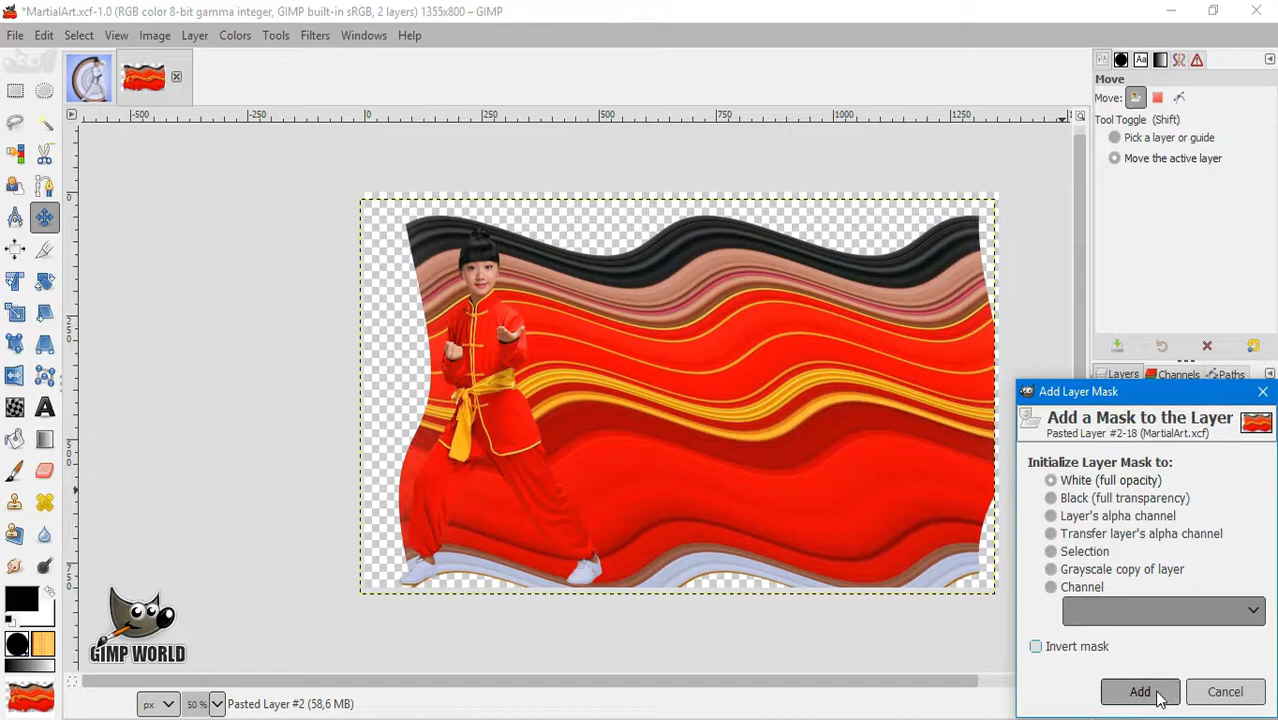 *MartialArt.xcf-1.0 (RGB color 8-bit gamma integer, GIMP built-in sRGB, 2 layers) 1355x800 – GIMP
File Edit Select View Image Layer Colors Tools Filters Windows Help
-500 -250 0 250 500 750 1000 1250
Move
Move:
Tool Toggle (Shift)
Pick a layer or guide
Move the active layer
Layers Channels Paths
Add Layer Mask
Add a Mask to the Layer
Pasted Layer #2-18 (MartialArt.xcf)
Initialize Layer Mask to:
White (full opacity)
Black (full transparency)
Layer's alpha channel
Transfer layer's alpha channel
Selection
Grayscale copy of layer
Channel
Invert mask
Add Cancel
0
250
500
750
Aa
GIMP WORLD
px 50 % Pasted Layer #2 (58,6 MB)